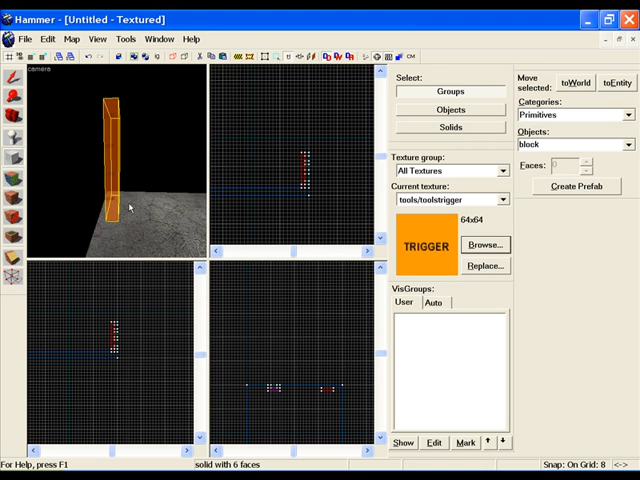 Hammer - [Untitled - Textured]
File Edit Map View Tools Window Help
CM
camera
Select:
Groups
Objects
Solids
Texture group:
All Textures
Current texture:
tools/toolstrigger
64x64
TRIGGER
Browse...
Replace...
VisGroups:
User Auto
Show Edit Mark
Move selected:
toWorld toEntity
Categories:
Primitives
Objects:
block
Faces: 0
Create Prefab
For Help, press F1 solid with 6 faces Snap: On Grid: 8 <->